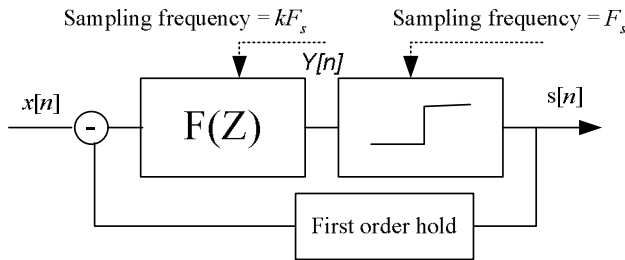 Sampling frequency = kFs
Sampling frequency = Fs
x[n]
-
F(Z)
Y[n]
s[n]
First order hold